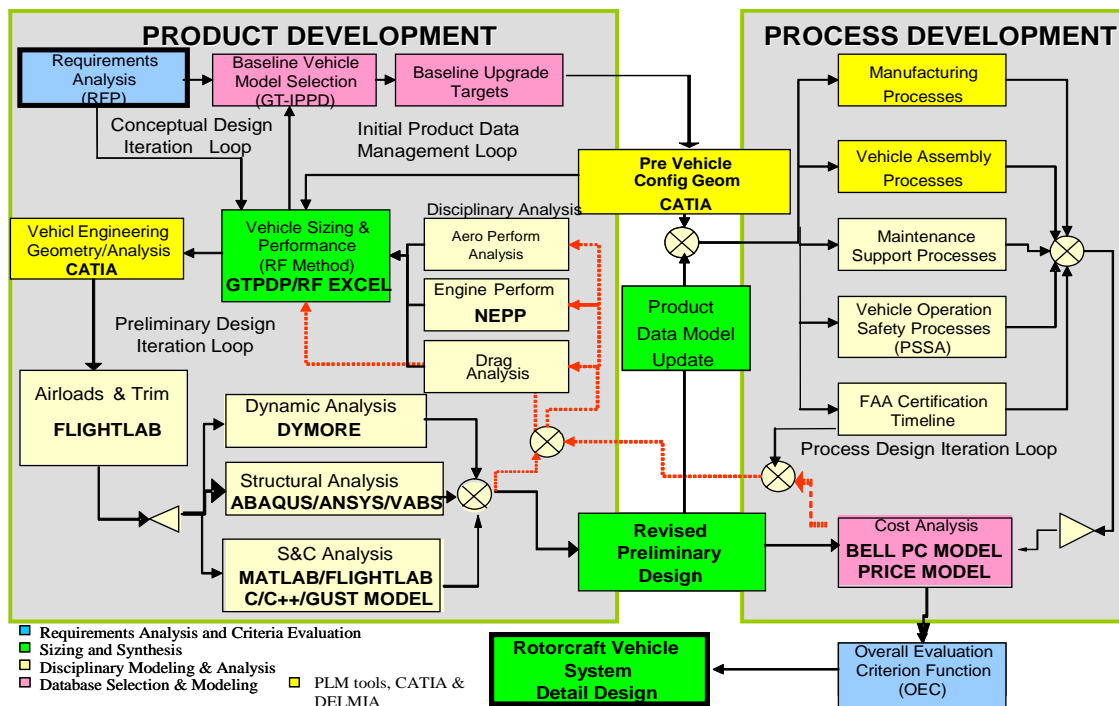 PRODUCT DEVELOPMENT
Requirements
Analysis
(RFP)
Baseline Vehicle
Model Selection
(GT-IPPD)
Baseline Upgrade
Targets
Conceptual Design
Iteration Loop
Initial Product Data
Management Loop
Pre Vehicle
Config Geom
CATIA
Vehicl Engineering
Geometry/Analysis
CATIA
Vehicle Sizing &
Performance
(RF Method)
GTPDP/RF EXCEL
Disciplinary Analysis
Aero Perform
Analysis
Engine Perform
NEPP
Drag
Analysis
Product
Data Model
Update
Preliminary Design
Iteration Loop
Airloads & Trim
FLIGHTLAB
Dynamic Analysis
DYMORE
Structural Analysis
ABAQUS/ANSYS/VABS
S&C Analysis
MATLAB/FLIGHTLAB
C/C++/GUST MODEL
Revised
Preliminary
Design
PROCESS DEVELOPMENT
Manufacturing
Processes
Vehicle Assembly
Processes
Maintenance
Support Processes
Vehicle Operation
Safety Processes
(PSSA)
FAA Certification
Timeline
Process Design Iteration Loop
Cost Analysis
BELL PC MODEL
PRICE MODEL
Overall Evaluation
Criterion Function
(OEC)
Rotorcraft Vehicle
System
Detail Design
Requirements Analysis and Criteria Evaluation
Sizing and Synthesis
Disciplinary Modeling & Analysis
Database Selection & Modeling
PLM tools, CATIA &
DELMIA